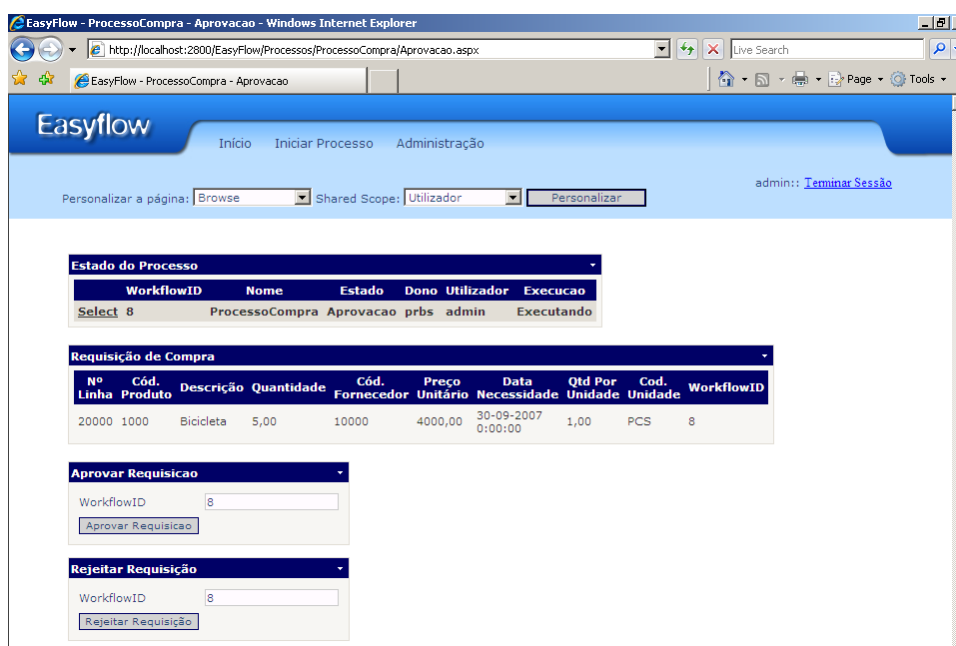 EasyFlow - ProcessoCompra - Aprovacao - Windows Internet Explorer
http://localhost:2800/EasyFlow/Processos/ProcessoCompra/Aprovacao.aspx
Live Search
EasyFlow - ProcessoCompra - Aprovacao
Page
Tools
Easyflow
Início Iniciar Processo Administração
admin:: Terminar Sessão
Personalizar a página: Browse Shared Scope: Utilizador Personalizar
Estado do Processo
WorkflowID Nome Estado Dono Utilizador Execucao
Select 8 ProcessoCompra Aprovacao prbs admin Executando
Requisição de Compra
Nº Linha Cód. Produto Descrição Quantidade Cód. Fornecedor Preço Unitário Data Necessidade Qtd Por Unidade Cod. Unidade WorkflowID
20000 1000 Bicicleta 5,00 10000 4000,00 30-09-2007 0:00:00 1,00 PCS 8
Aprovar Requisicao
WorkflowID 8
Aprovar Requisicao
Rejeitar Requisição
WorkflowID 8
Rejeitar Requisição